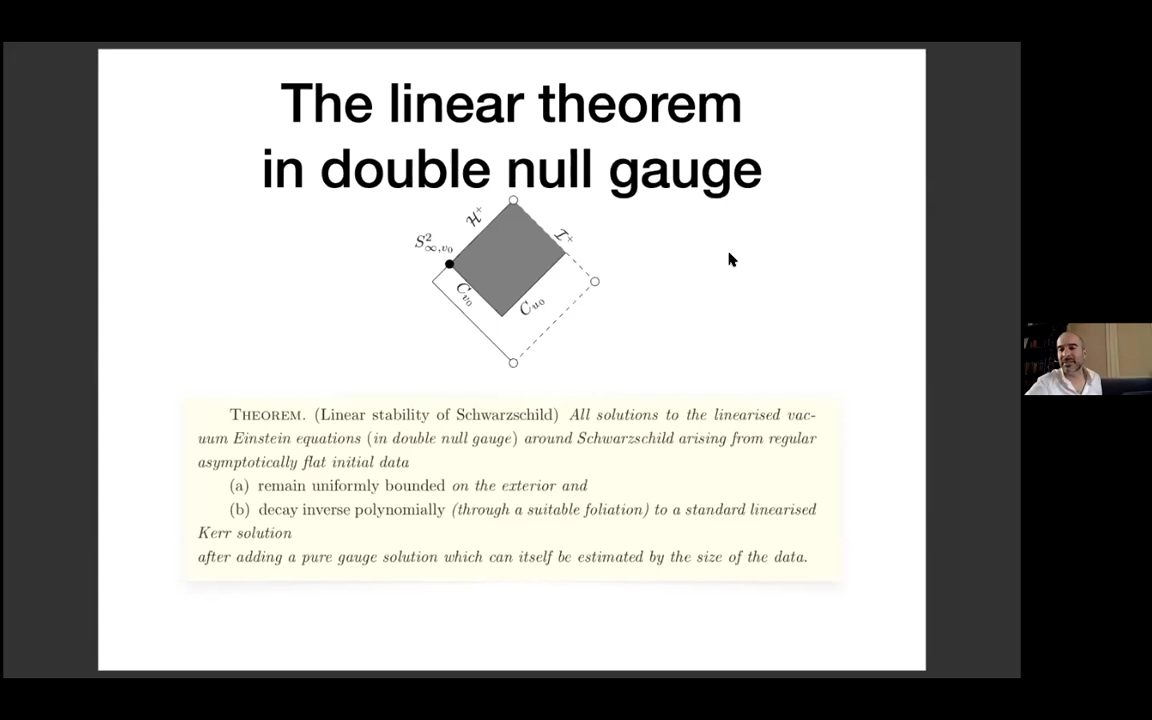 The linear theorem
in double null gauge
H⁺
I⁺
S²∞,v₀
C_v₀
C_u₀
THEOREM. (Linear stability of Schwarzschild) All solutions to the linearised vac-
uum Einstein equations (in double null gauge) around Schwarzschild arising from regular
asymptotically flat initial data
(a) remain uniformly bounded on the exterior and
(b) decay inverse polynomially (through a suitable foliation) to a standard linearised
Kerr solution
after adding a pure gauge solution which can itself be estimated by the size of the data.